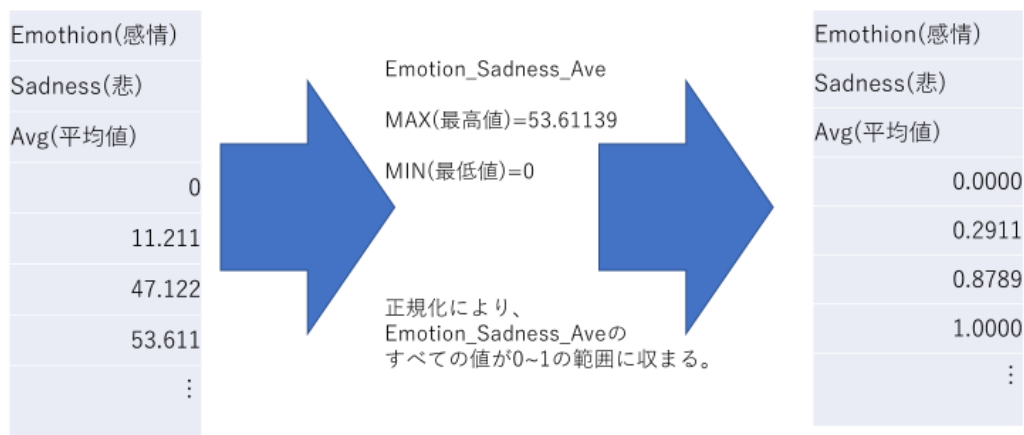 Emothion(感情)
Sadness(悲)
Avg(平均値)
0
11.211
47.122
53.611
⋮
Emotion_Sadness_Ave
MAX(最高値)=53.61139
MIN(最低値)=0
正規化により、
Emotion_Sadness_Aveの
すべての値が0~1の範囲に収まる。
Emothion(感情)
Sadness(悲)
Avg(平均値)
0.0000
0.2911
0.8789
1.0000
⋮